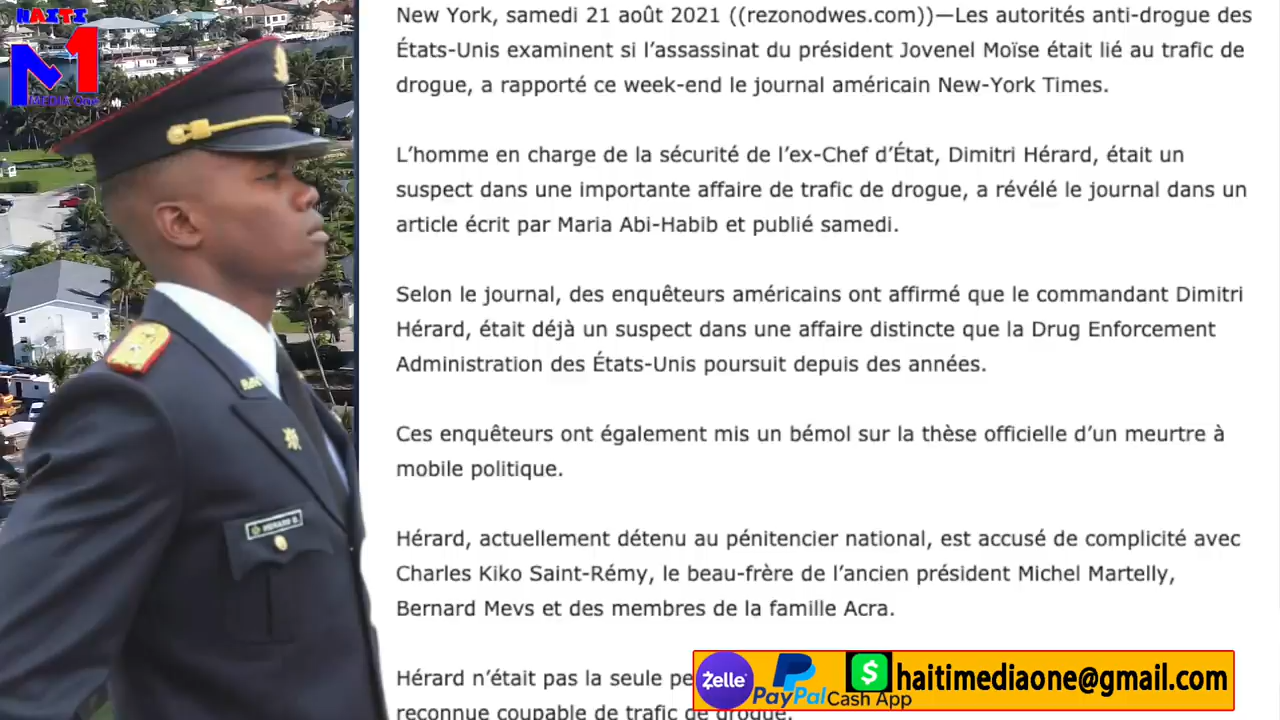 HAITI
M1
MEDIA One
New York, samedi 21 août 2021 ((rezonodwes.com))—Les autorités anti-drogue des
États-Unis examinent si l’assassinat du président Jovenel Moïse était lié au trafic de
drogue, a rapporté ce week-end le journal américain New-York Times.
L’homme en charge de la sécurité de l’ex-Chef d’État, Dimitri Hérard, était un
suspect dans une importante affaire de trafic de drogue, a révélé le journal dans un
article écrit par Maria Abi-Habib et publié samedi.
Selon le journal, des enquêteurs américains ont affirmé que le commandant Dimitri
Hérard, était déjà un suspect dans une affaire distincte que la Drug Enforcement
Administration des États-Unis poursuit depuis des années.
Ces enquêteurs ont également mis un bémol sur la thèse officielle d’un meurtre à
mobile politique.
HERARD D.
Hérard, actuellement détenu au pénitencier national, est accusé de complicité avec
Charles Kiko Saint-Rémy, le beau-frère de l’ancien président Michel Martelly,
Bernard Mevs et des membres de la famille Acra.
Hérard n’était pas la seule pe
reconnue coupable de trafic de drogue.
Zelle
PayPal
$
Cash App
haitimediaone@gmail.com